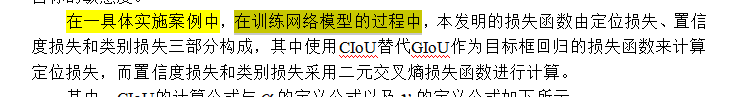 在一具体实施案例中，在训练网络模型的过程中，本发明的损失函数由定位损失、置信
度损失和类别损失三部分构成，其中使用CIoU替代GIoU作为目标框回归的损失函数来计算
定位损失，而置信度损失和类别损失采用二元交叉熵损失函数进行计算。